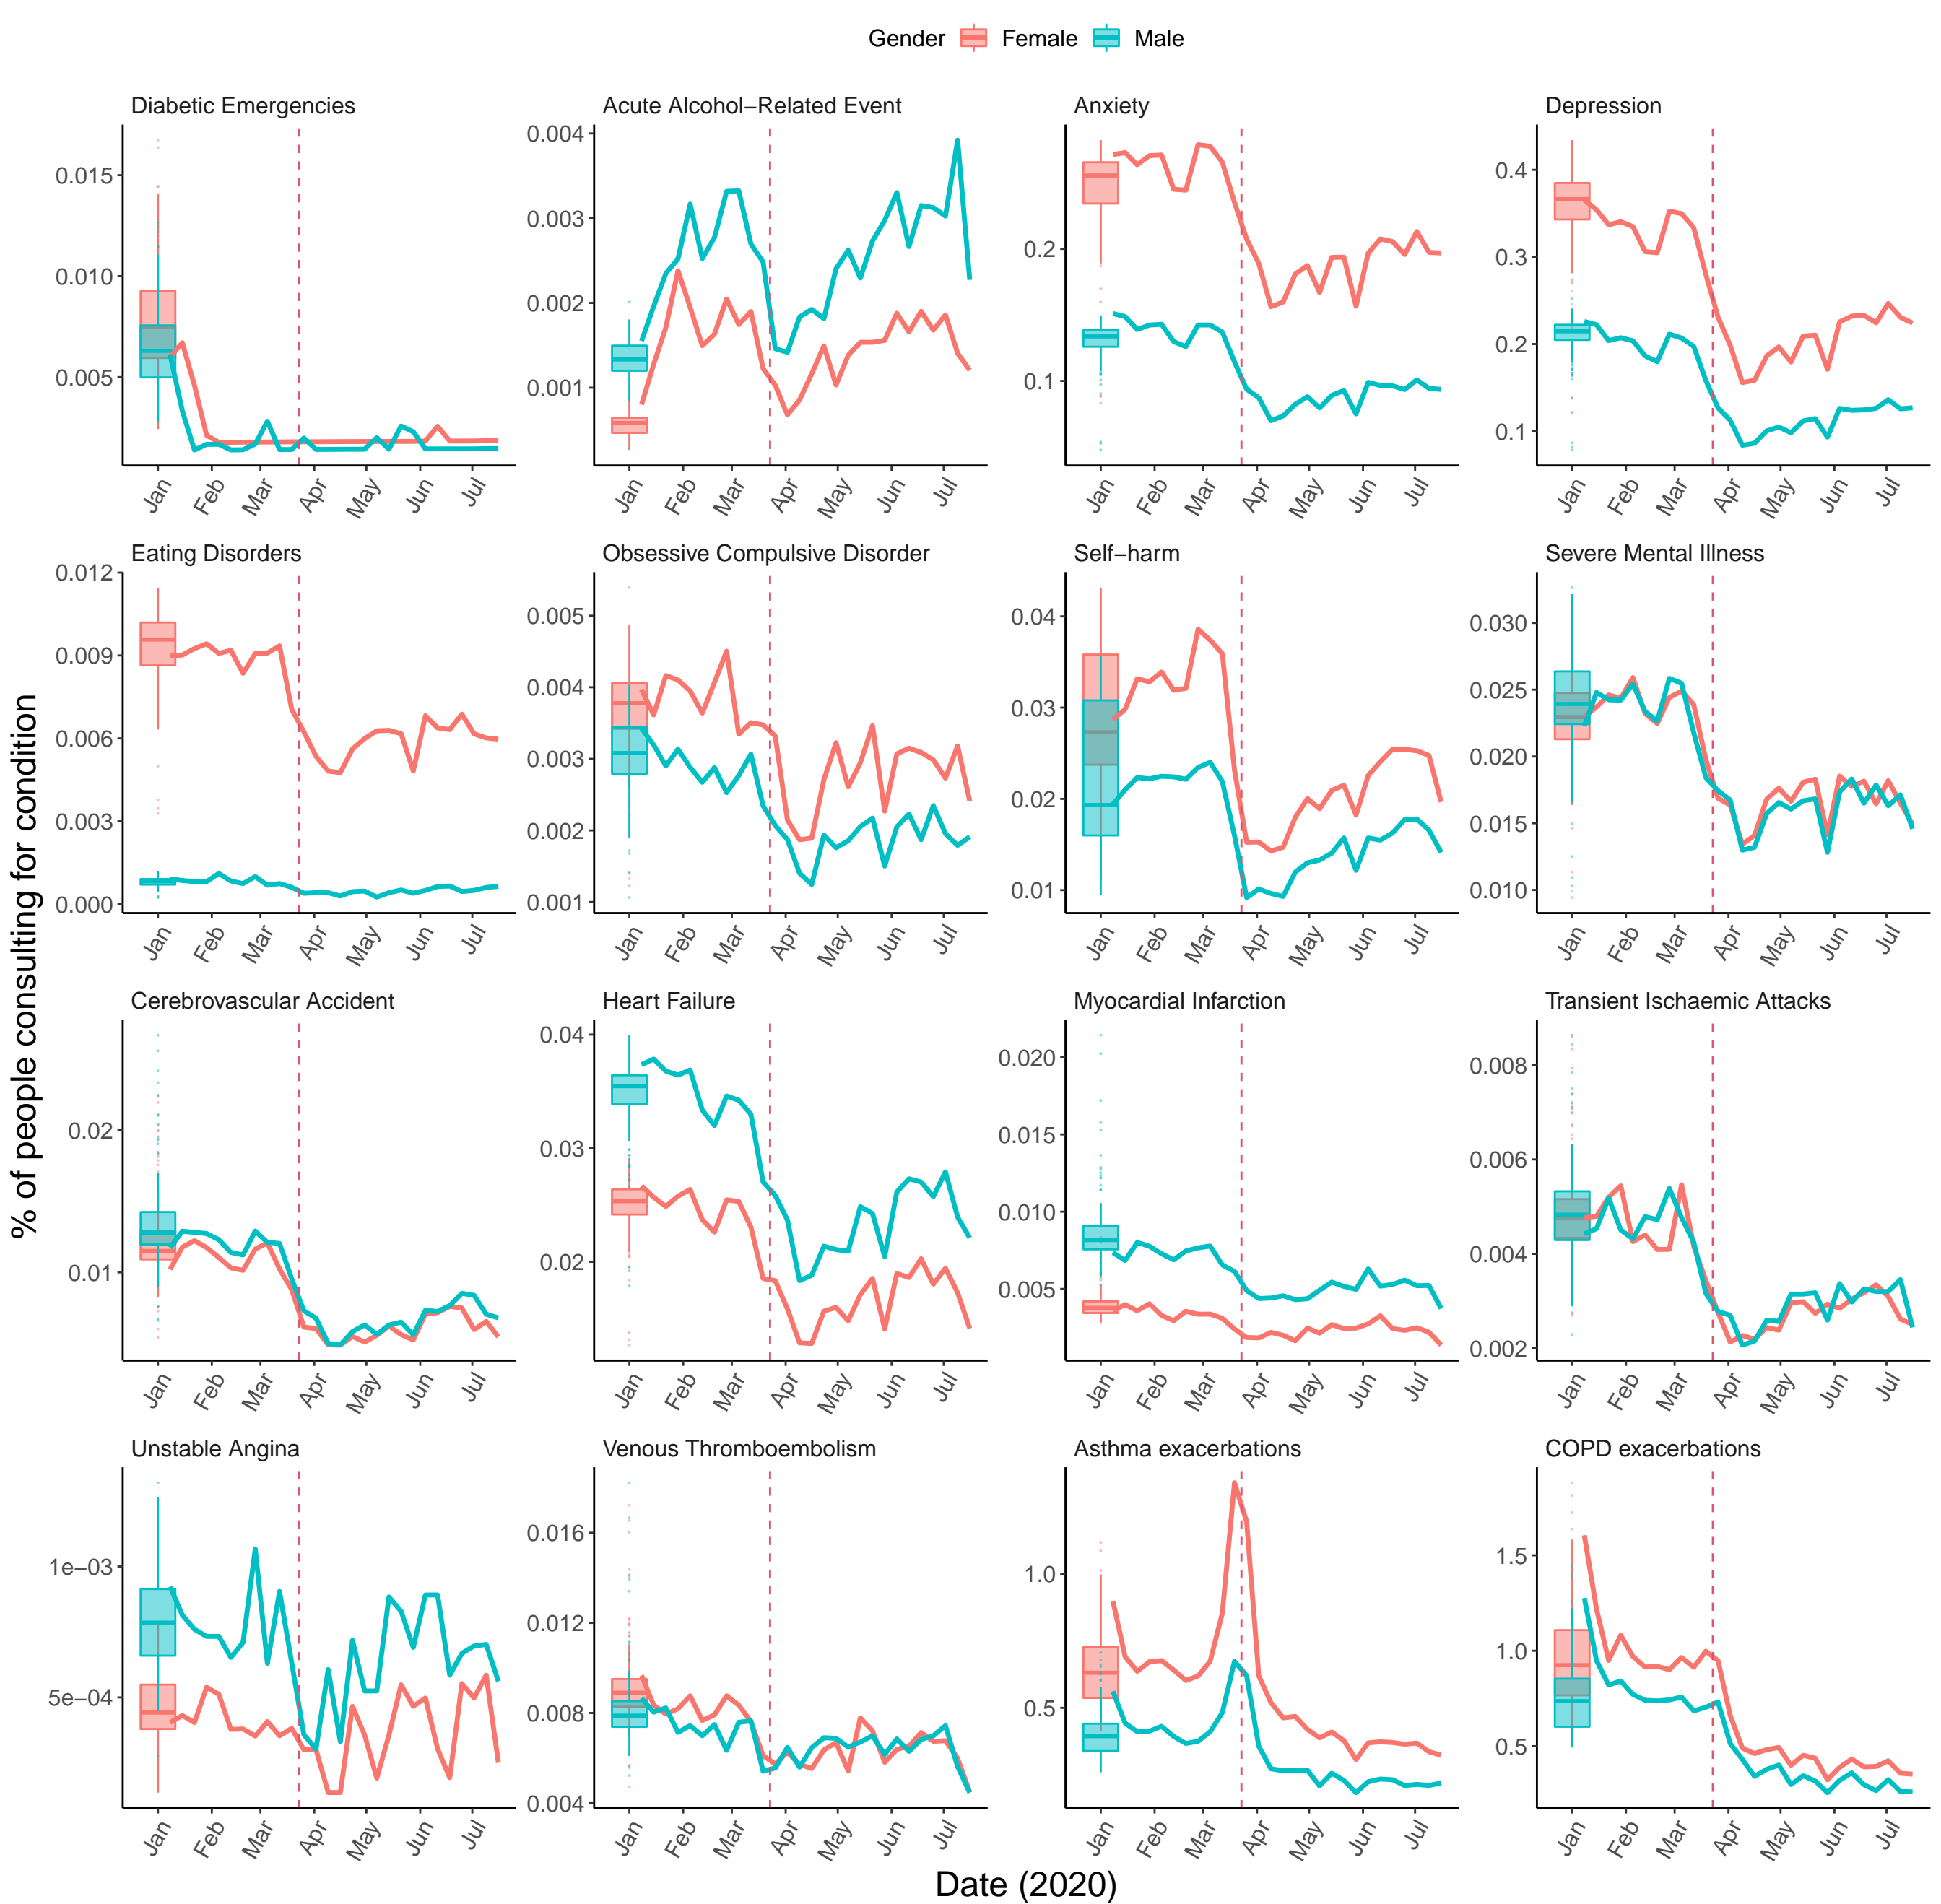 Gender Female Male
Diabetic Emergencies
0.015
0.010
0.005
Jan Feb Mar Apr May Jun Jul
Acute Alcohol−Related Event
0.004
0.003
0.002
0.001
Jan Feb Mar Apr May Jun Jul
Anxiety
0.2
0.1
Jan Feb Mar Apr May Jun Jul
Depression
0.4
0.3
0.2
0.1
Jan Feb Mar Apr May Jun Jul
Eating Disorders
0.012
0.009
0.006
0.003
0.000
Jan Feb Mar Apr May Jun Jul
Obsessive Compulsive Disorder
0.005
0.004
0.003
0.002
0.001
Jan Feb Mar Apr May Jun Jul
Self−harm
0.04
0.03
0.02
0.01
Jan Feb Mar Apr May Jun Jul
Severe Mental Illness
0.030
0.025
0.020
0.015
0.010
Jan Feb Mar Apr May Jun Jul
% of people consulting for condition
Cerebrovascular Accident
0.02
0.01
Jan Feb Mar Apr May Jun Jul
Heart Failure
0.04
0.03
0.02
Jan Feb Mar Apr May Jun Jul
Myocardial Infarction
0.020
0.015
0.010
0.005
Jan Feb Mar Apr May Jun Jul
Transient Ischaemic Attacks
0.008
0.006
0.004
0.002
Jan Feb Mar Apr May Jun Jul
Unstable Angina
1e−03
5e−04
Jan Feb Mar Apr May Jun Jul
Venous Thromboembolism
0.016
0.012
0.008
0.004
Jan Feb Mar Apr May Jun Jul
Asthma exacerbations
1.0
0.5
Jan Feb Mar Apr May Jun Jul
COPD exacerbations
1.5
1.0
0.5
Jan Feb Mar Apr May Jun Jul
Date (2020)